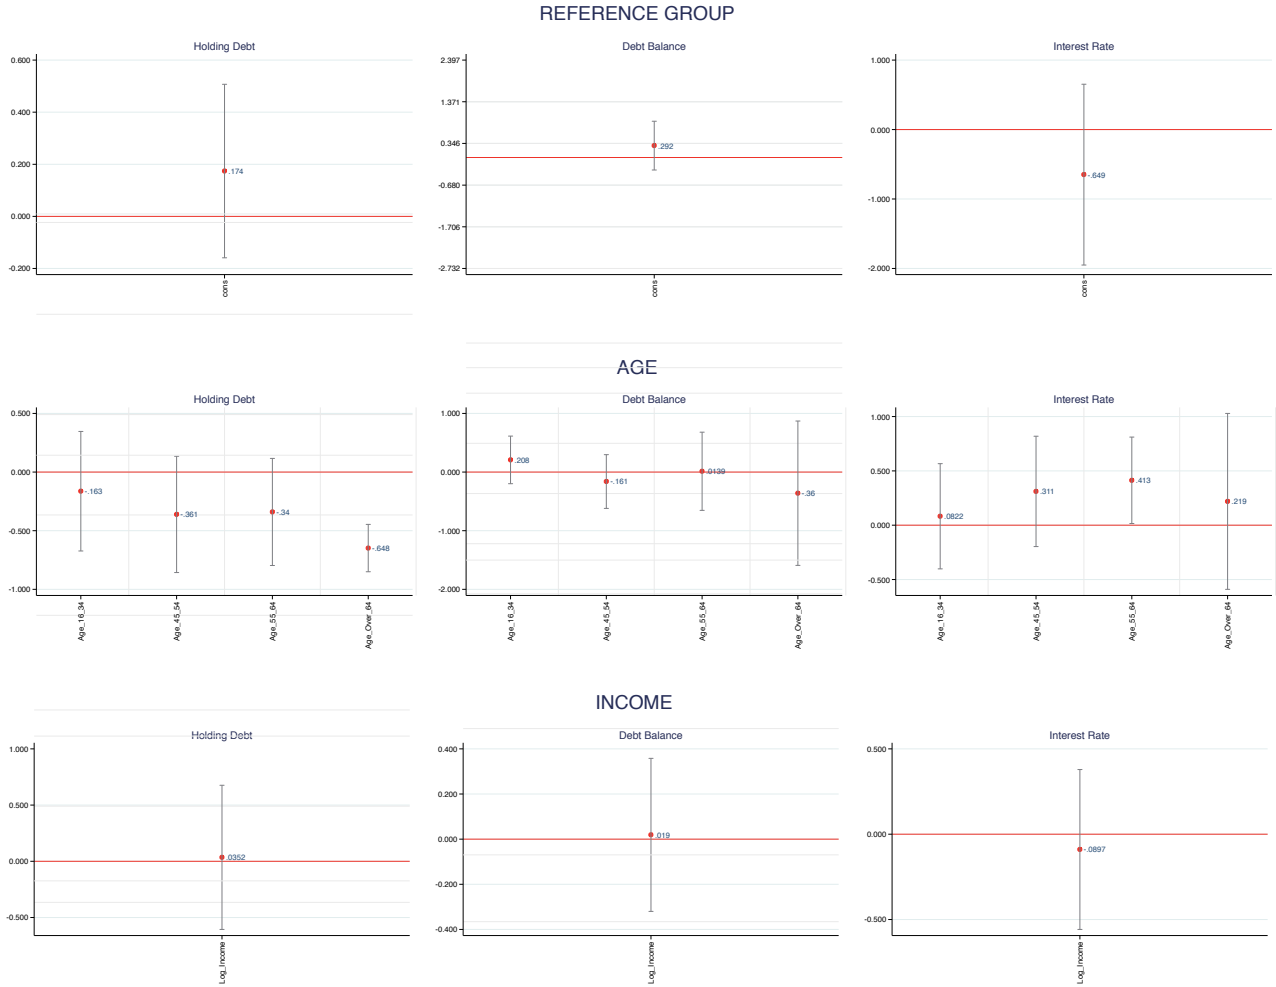 REFERENCE GROUP
Holding Debt
Debt Balance
Interest Rate
0.600
0.400
0.200
0.000
-0.200
.174
cons
2.397
1.371
0.346
-0.680
-1.706
-2.732
.292
cons
1.000
0.000
-1.000
-2.000
-.649
cons
AGE
Holding Debt
Debt Balance
Interest Rate
0.500
0.000
-0.500
-1.000
-.163
-.361
-.34
-.648
Age_16_34
Age_45_54
Age_55_64
Age_Over_64
1.000
0.000
-1.000
-2.000
.208
-.161
.0139
-.36
Age_16_34
Age_45_54
Age_55_64
Age_Over_64
1.000
0.500
0.000
-0.500
.0822
.311
.413
.219
Age_16_34
Age_45_54
Age_55_64
Age_Over_64
INCOME
Holding Debt
Debt Balance
Interest Rate
1.000
0.500
0.000
-0.500
.0352
Log_Income
0.400
0.200
0.000
-0.200
-0.400
.019
Log_Income
0.500
0.000
-0.500
-.0897
Log_Income